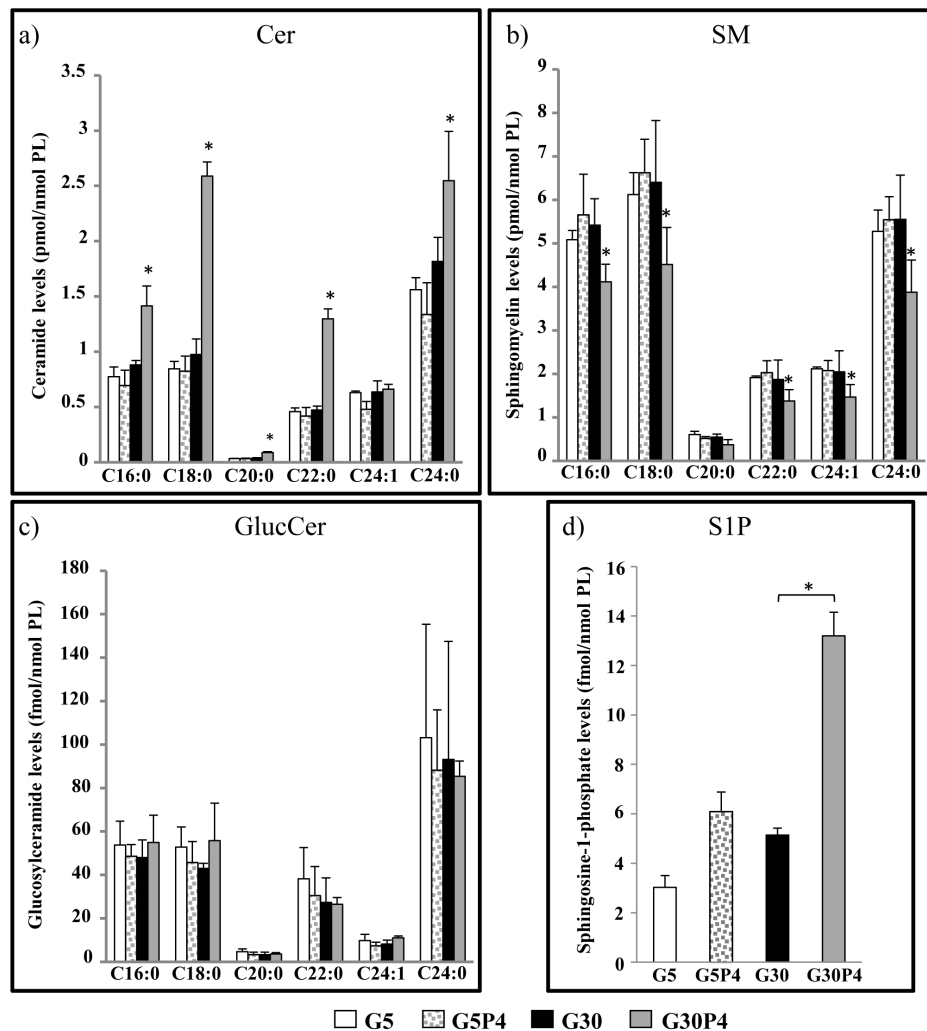 a) Cer
Ceramide levels (pmol/nmol PL)
3.5
3
2.5
2
1.5
1
0.5
0
* * * * *
C16:0 C18:0 C20:0 C22:0 C24:1 C24:0
b) SM
Sphingomyelin levels (pmol/nmol PL)
9
8
7
6
5
4
3
2
1
0
* * * * *
C16:0 C18:0 C20:0 C22:0 C24:1 C24:0
c) GlucCer
Glucosylceramide levels (fmol/nmol PL)
180
160
140
120
100
80
60
40
20
0
C16:0 C18:0 C20:0 C22:0 C24:1 C24:0
d) S1P
Sphingosine-1-phosphate levels (fmol/nmol PL)
16
14
12
10
8
6
4
2
0
*
G5 G5P4 G30 G30P4
G5 G5P4 G30 G30P4